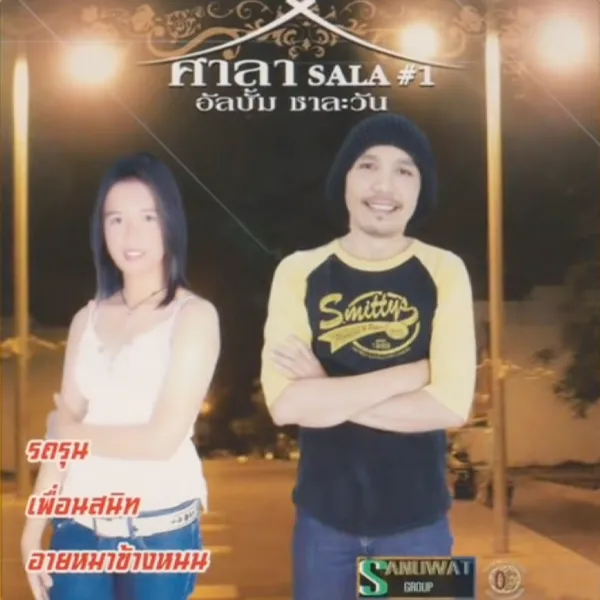 ศาลา SALA #1
อัลบั้ม ชาละวัน
Smittys
รถรุน
เพื่อนสนิท
อายหมาข้างหนน
SANUWAT
GROUP